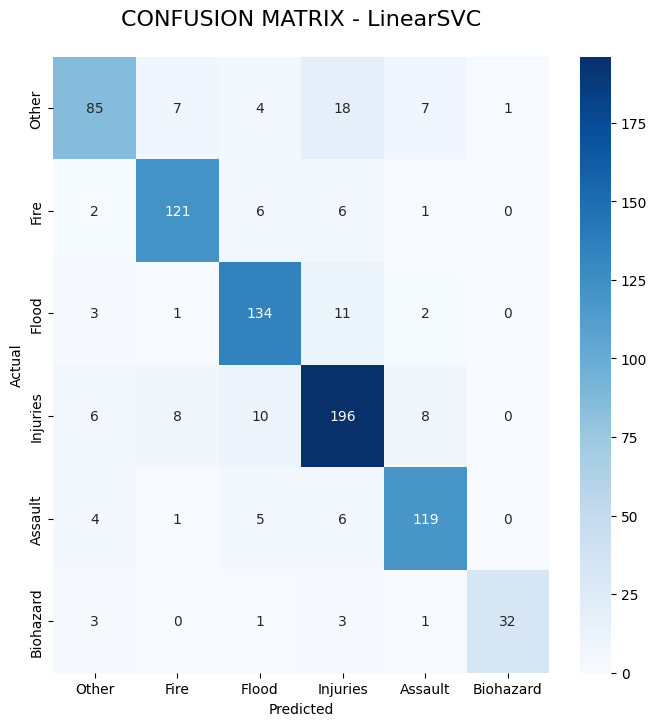 CONFUSION MATRIX - LinearSVC
Other
85 7 4 18 7 1
Fire
2 121 6 6 1 0
Flood
3 1 134 11 2 0
Actual
Injuries
6 8 10 196 8 0
Assault
4 1 5 6 119 0
Biohazard
3 0 1 3 1 32
Other Fire Flood Injuries Assault Biohazard
Predicted
175
150
125
100
75
50
25
0